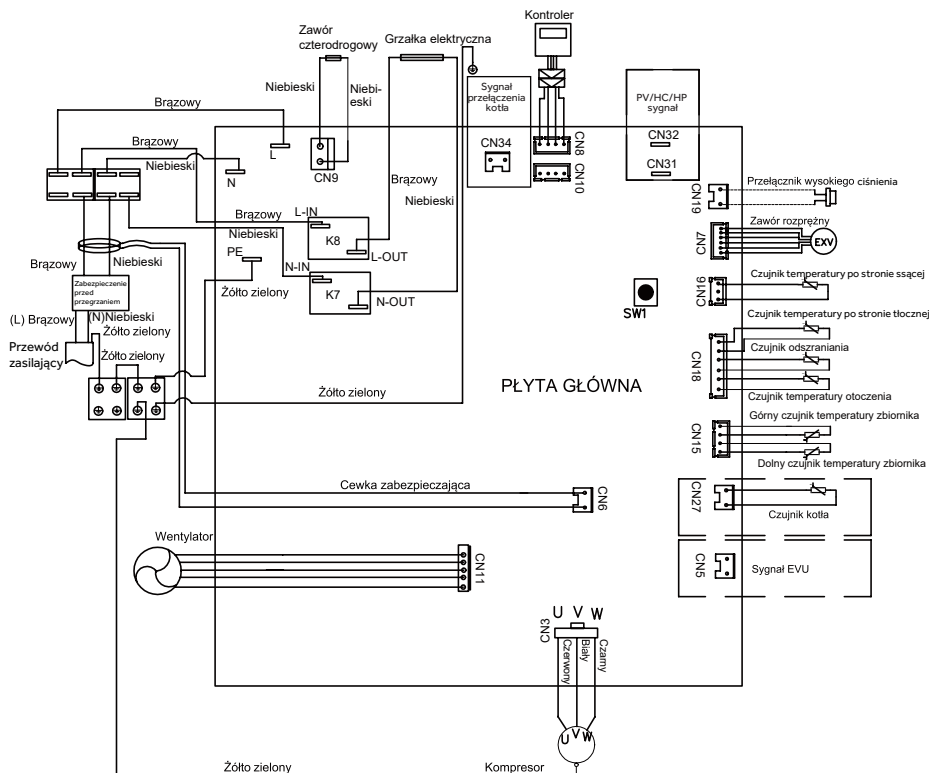 Kontroler
Zawór
czterodrogowy
Grzałka elektryczna
Niebieski
Niebi-
eski
Sygnał
przełączenia
kotła
CN34
PV/HC/HP
sygnał
CN32
CN31
CN8
CN10
Brązowy
Brązowy
Niebieski
L
N
CN9
Brązowy
Niebieski
CN19
Przełącznik wysokiego ciśnienia
Brązowy
L-IN
Niebieski
K8
L-OUT
PE
N-IN
K7
N-OUT
Żółto zielony
CN7
Zawór rozprężny
EXV
Brązowy
Niebieski
Zabezpieczenie
przed
przegrzaniem
(L) Brązowy
(N)Niebieski
Żółto zielony
Przewód
zasilający
Żółto zielony
SW1
CN16
Czujnik temperatury po stronie ssącej
Czujnik temperatury po stronie tłocznej
CN18
Czujnik odszraniania
Czujnik temperatury otoczenia
PŁYTA GŁÓWNA
Żółto zielony
CN15
Górny czujnik temperatury zbiornika
Dolny czujnik temperatury zbiornika
Cewka zabezpieczająca
CN6
CN27
Czujnik kotła
Wentylator
CN11
CN5
Sygnał EVU
U V W
CN3
Czerwony
Biały
Czarny
U V W
Żółto zielony
Kompresor